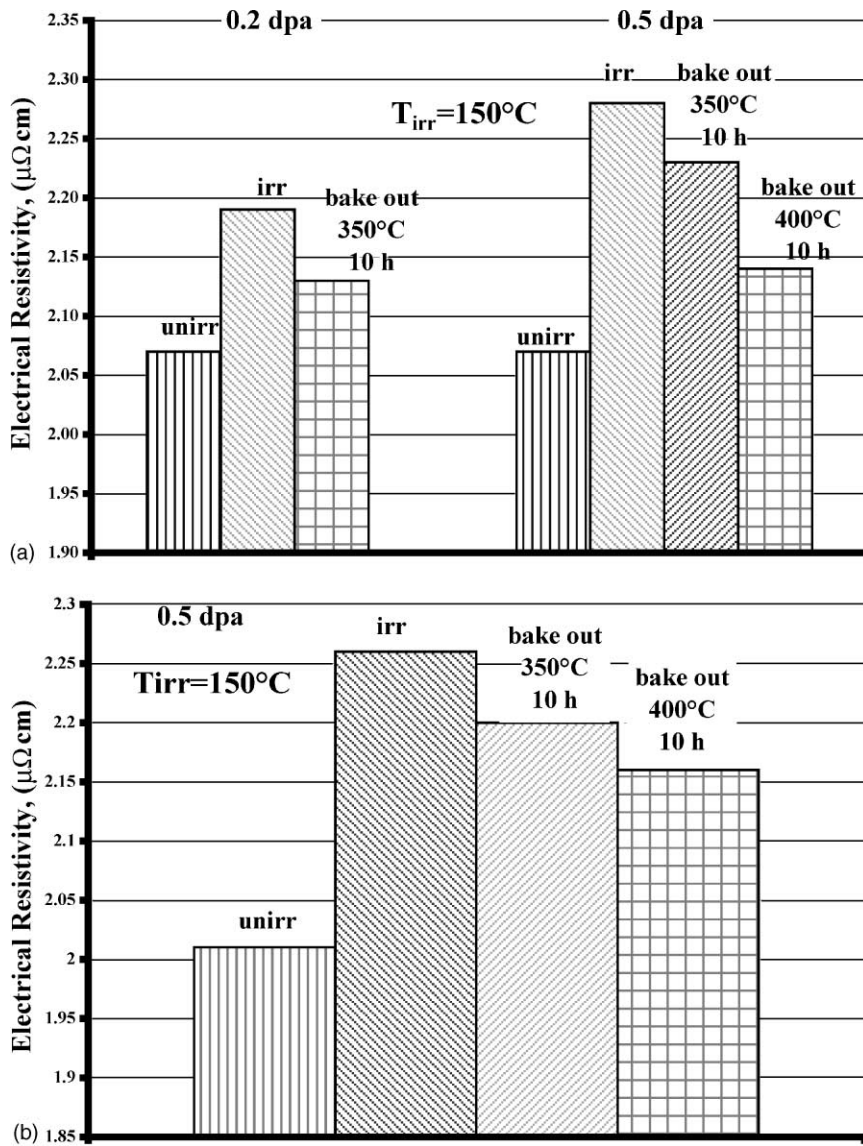 0.2 dpa
0.5 dpa
Electrical Resistivity, (μΩ cm)
2.35
2.30
2.25
2.20
2.15
2.10
2.05
2.00
1.95
1.90
T_irr=150°C
unirr
irr
bake out
350°C
10 h
unirr
irr
bake out
350°C
10 h
bake out
400°C
10 h
(a)
0.5 dpa
Tirr=150°C
Electrical Resistivity, (μΩ cm)
2.3
2.25
2.2
2.15
2.1
2.05
2
1.95
1.9
1.85
unirr
irr
bake out
350°C
10 h
bake out
400°C
10 h
(b)